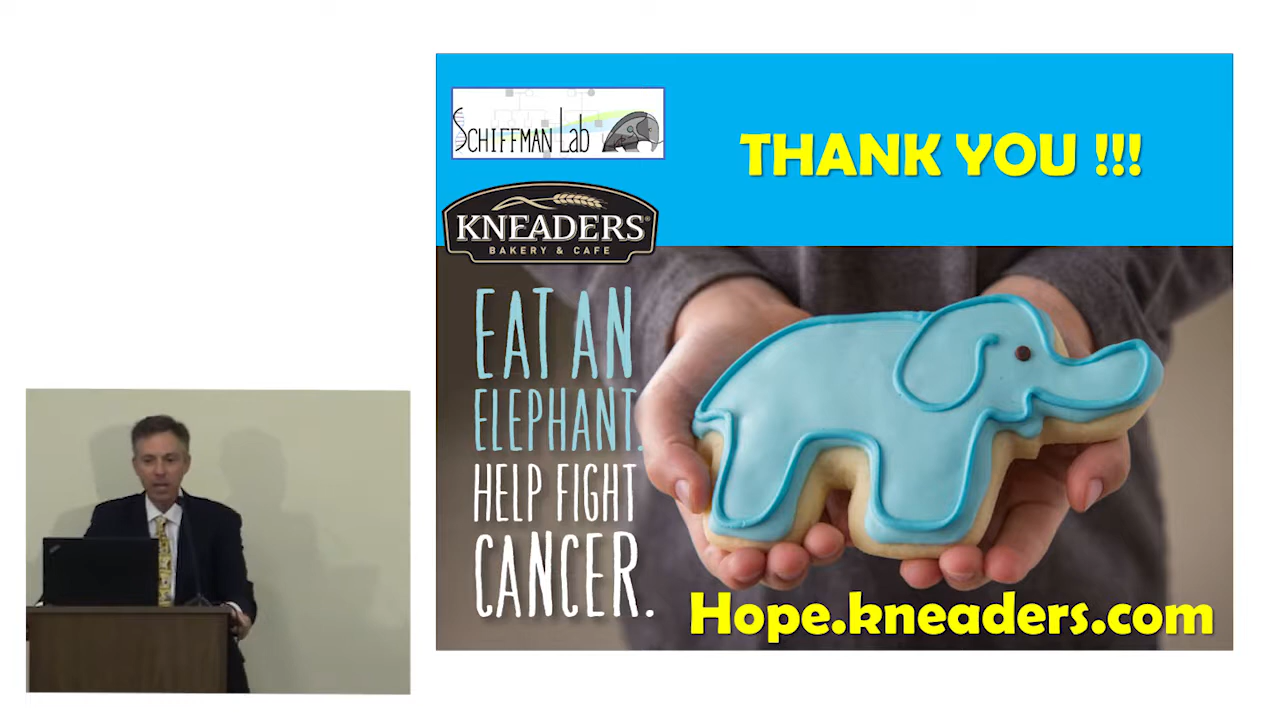 SCHIFFMAN LAB
THANK YOU !!!
KNEADERS®
BAKERY & CAFE
EAT AN
ELEPHANT.
HELP FIGHT
CANCER.
Hope.kneaders.com